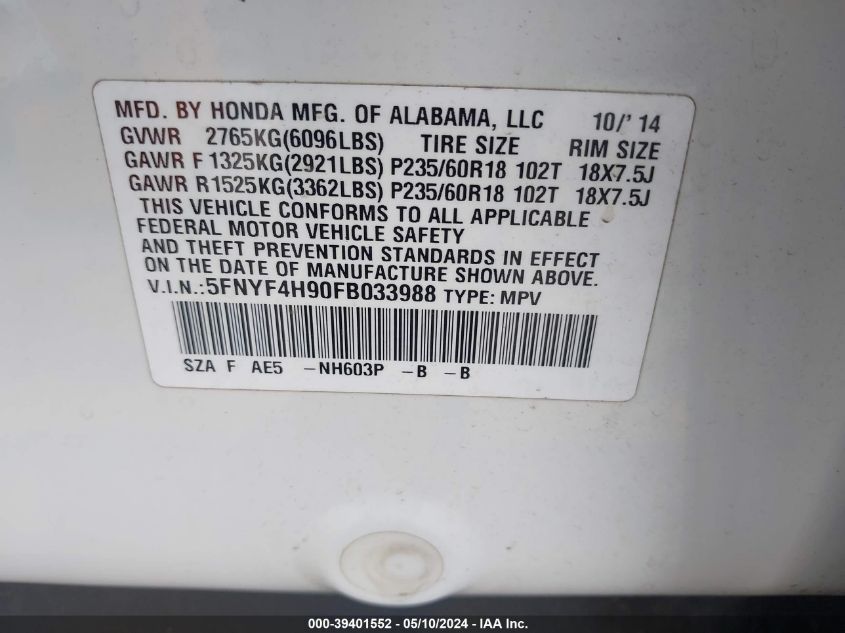 MFD. BY HONDA MFG. OF ALABAMA, LLC 10/' 14
GVWR 2765KG(6096LBS) TIRE SIZE RIM SIZE
GAWR F 1325KG(2921LBS) P235/60R18 102T 18X7.5J
GAWR R1525KG(3362LBS) P235/60R18 102T 18X7.5J
THIS VEHICLE CONFORMS TO ALL APPLICABLE
FEDERAL MOTOR VEHICLE SAFETY
AND THEFT PREVENTION STANDARDS IN EFFECT
ON THE DATE OF MANUFACTURE SHOWN ABOVE.
V.I.N.:5FNYF4H90FB033988 TYPE: MPV
SZA F AE5 -NH603P -B -B
000-39401552 - 05/10/2024 - IAA Inc.